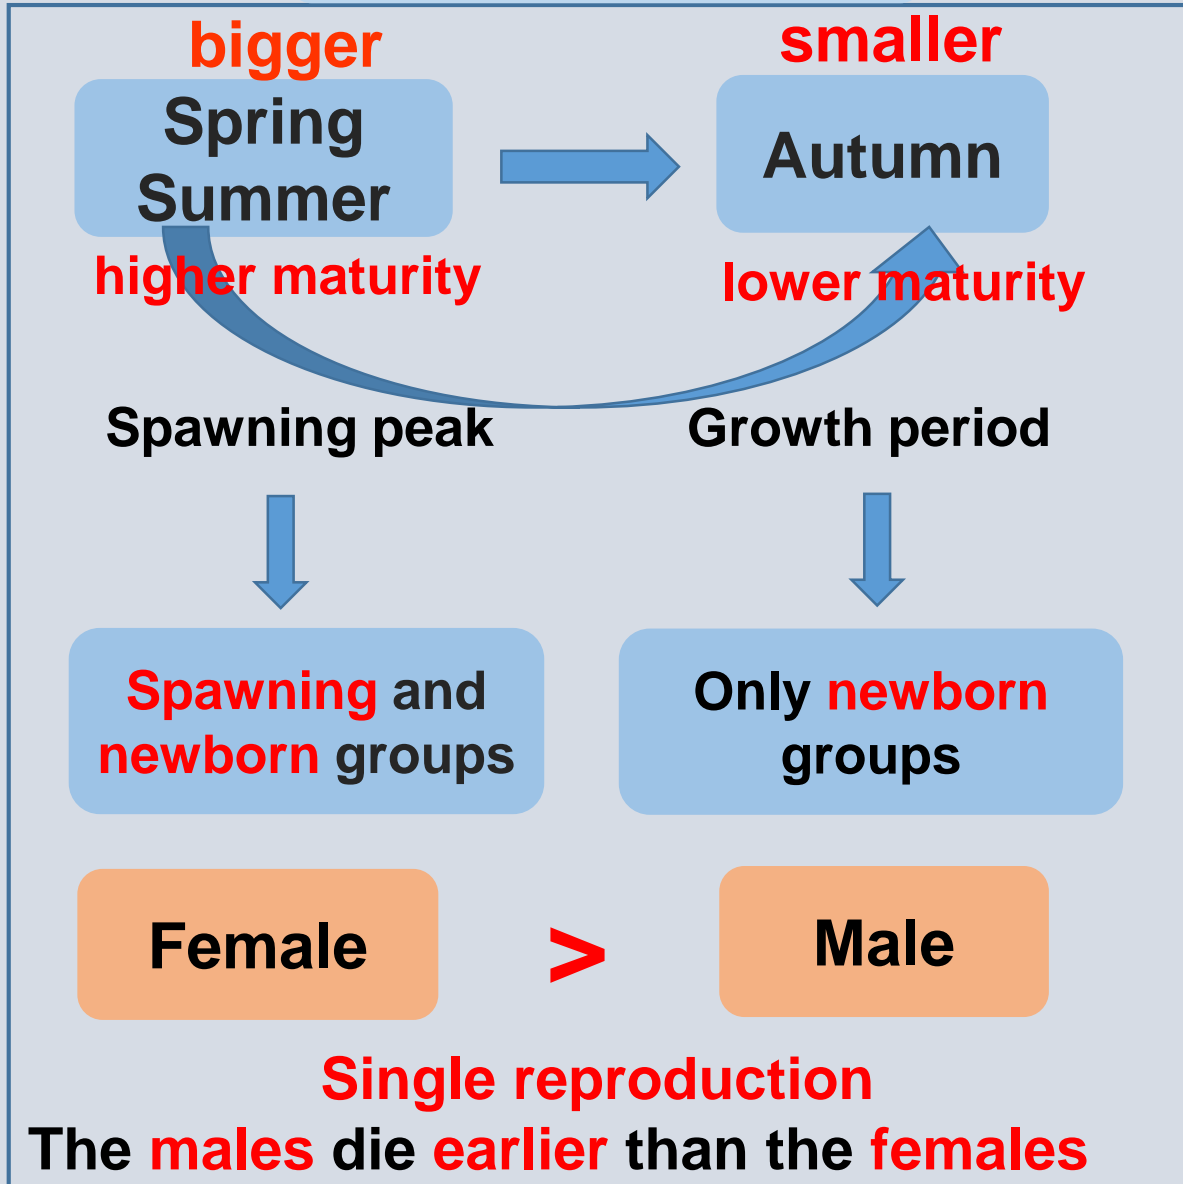 bigger
smaller
Spring
Summer
Autumn
higher maturity
lower maturity
Spawning peak
Growth period
Spawning and
newborn groups
Only newborn
groups
Female
>
Male
Single reproduction
The males die earlier than the females